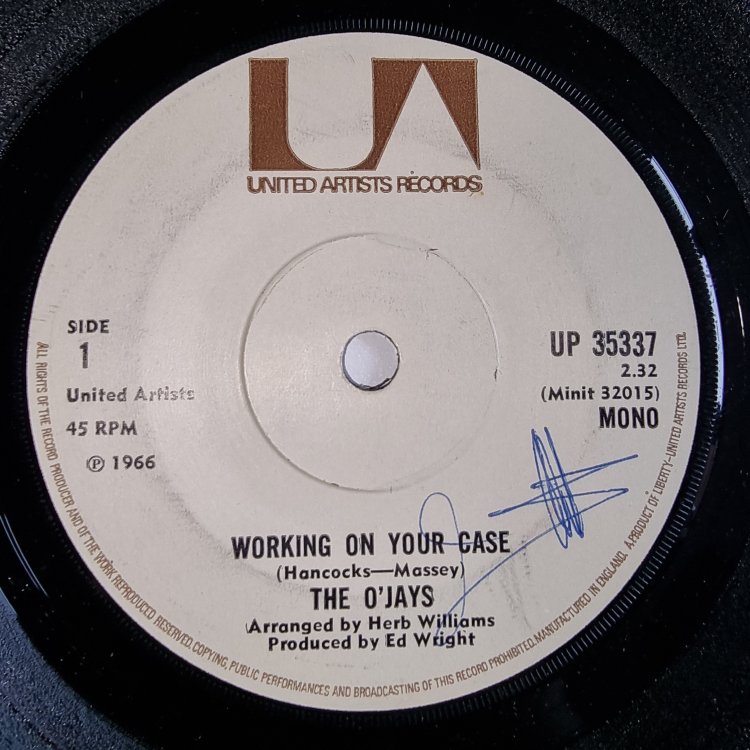 UA
UNITED ARTISTS RECORDS
SIDE
1
United Artists
45 RPM
℗ 1966
UP 35337
2.32
(Minit 32015)
MONO
WORKING ON YOUR CASE
(Hancocks—Massey)
THE O'JAYS
Arranged by Herb Williams
Produced by Ed Wright
ALL RIGHTS OF THE RECORD PRODUCER AND OF THE WORK REPRODUCED RESERVED. COPYING, PUBLIC PERFORMANCES AND BROADCASTING OF THIS RECORD PROHIBITED. MANUFACTURED IN ENGLAND. A PRODUCT OF LIBERTY-UNITED ARTISTS RECORDS LTD.